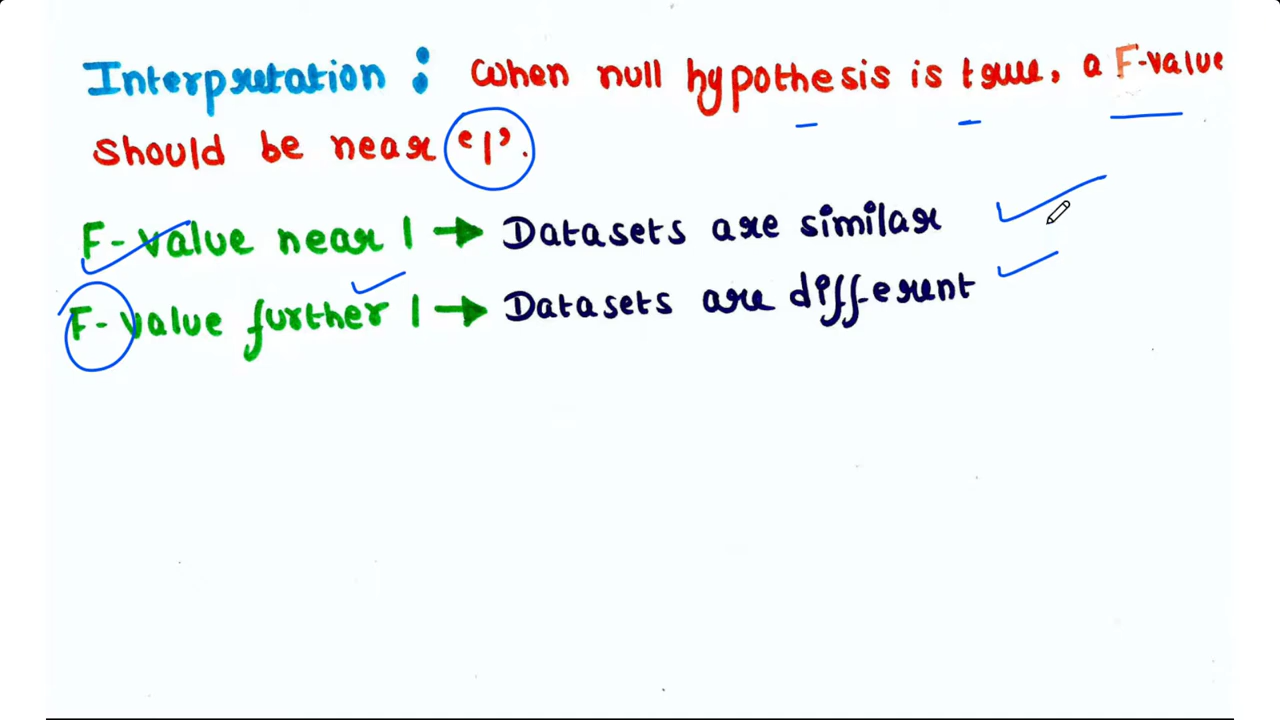 Interpretation : When null hypothesis is true, a F-value
should be near '1'.
F-value near 1 → Datasets are similar
F-value further 1 → Datasets are different